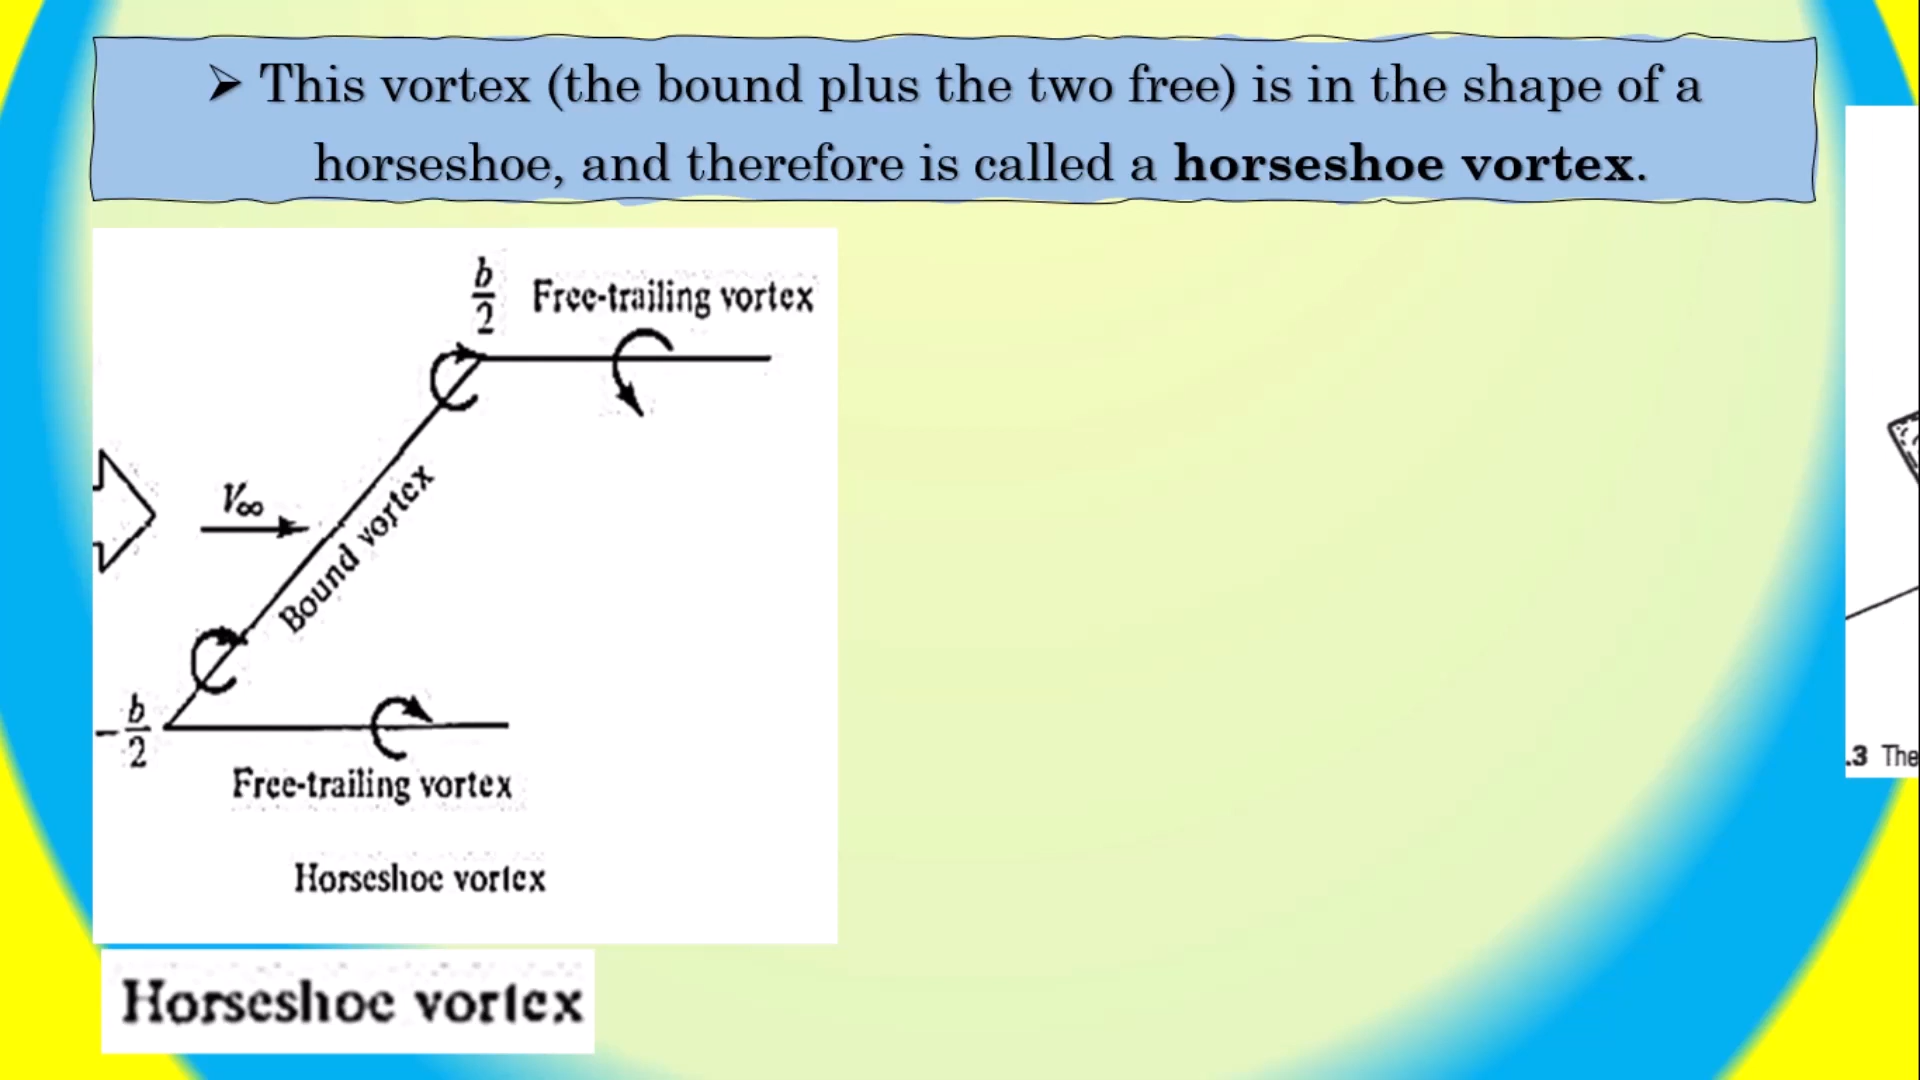 ➢ This vortex (the bound plus the two free) is in the shape of a
horseshoe, and therefore is called a horseshoe vortex.
b
2
Free-trailing vortex
V∞
Bound vortex
-b
2
Free-trailing vortex
Horseshoe vortex
Horseshoe vortex
.3 The